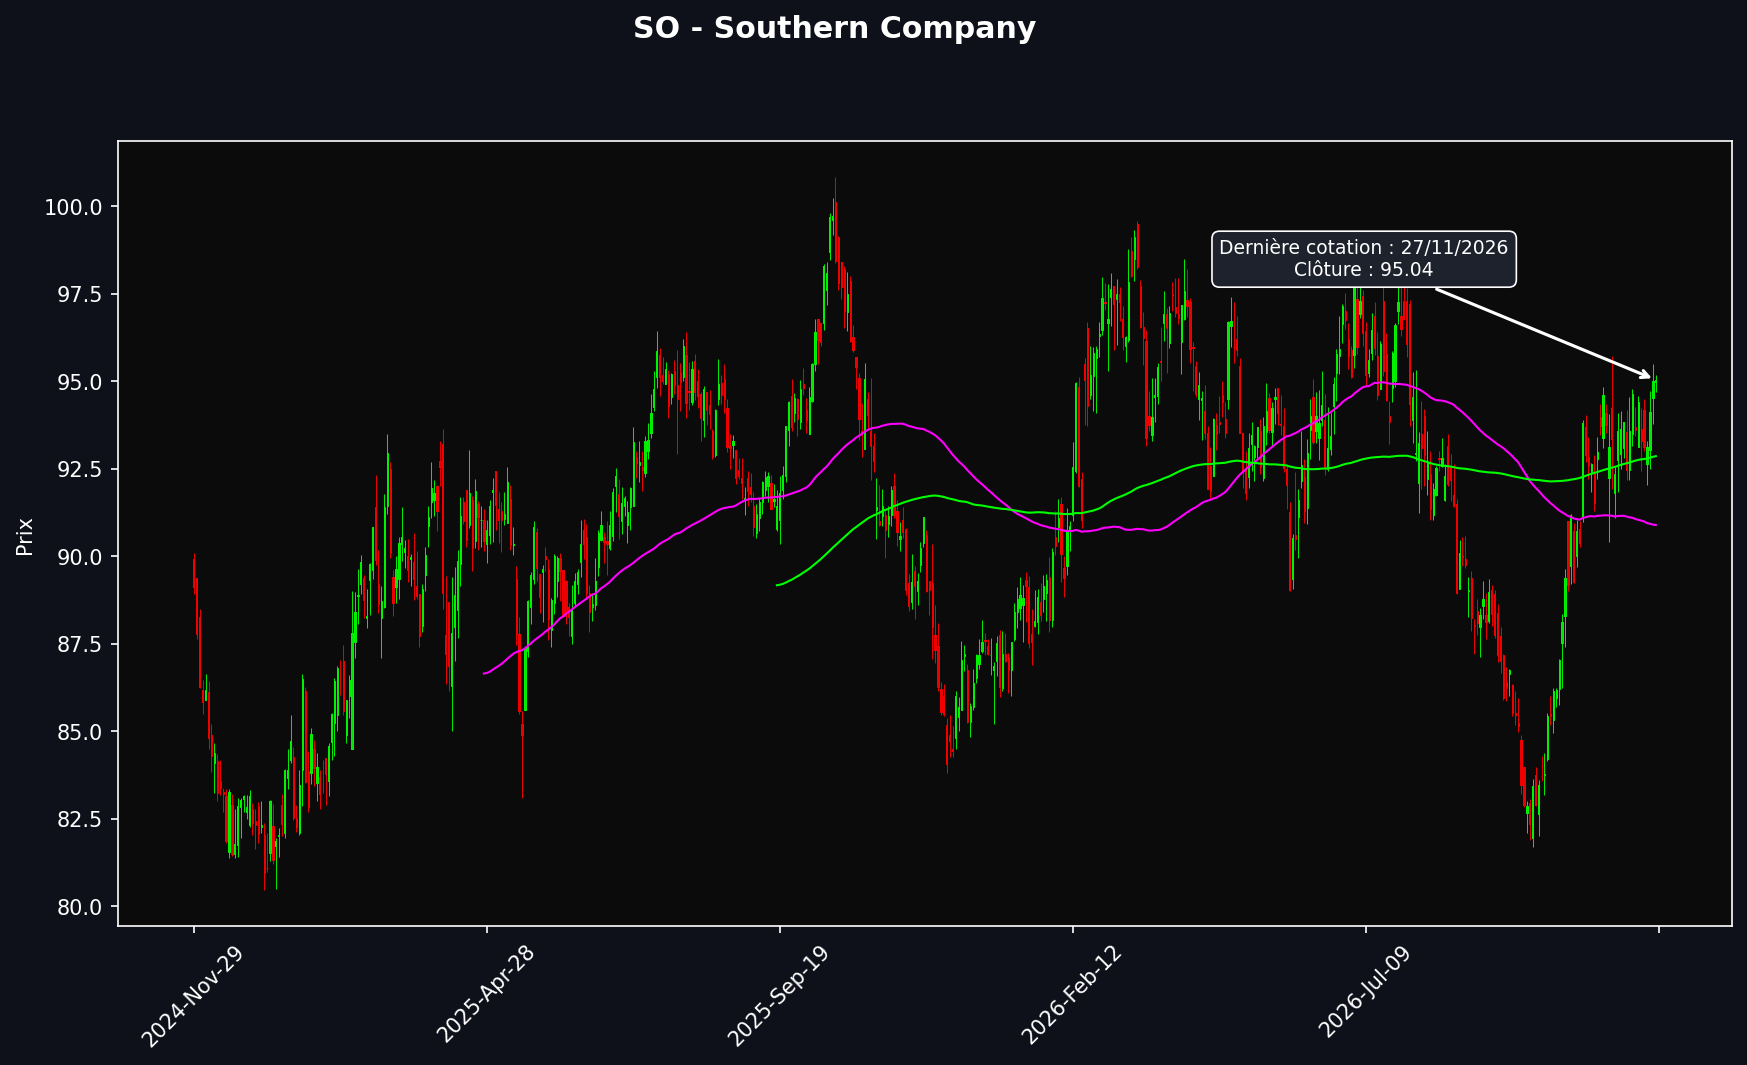 SO - Southern Company
Prix
100.0
97.5
95.0
92.5
90.0
87.5
85.0
82.5
80.0
Dernière cotation : 27/11/2026
Clôture : 95.04
2024-Nov-29
2025-Apr-28
2025-Sep-19
2026-Feb-12
2026-Jul-09